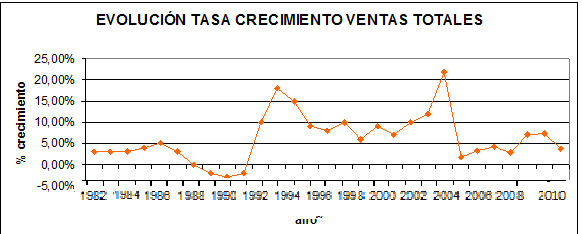 EVOLUCIÓN TASA CRECIMIENTO VENTAS TOTALES
25,00%
20,00%
15,00%
10,00%
5,00%
0,00%
-5,00%
% crecimiento
1982 1984 1986 1988 1990 1992 1994 1996 1998 2000 2002 2004 2006 2008 2010